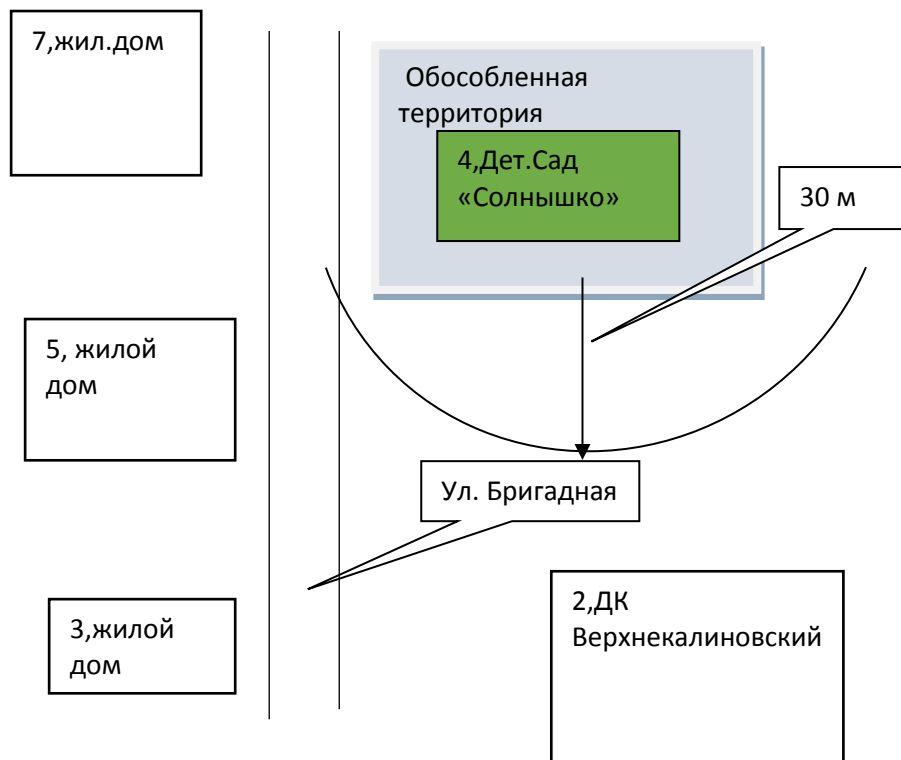 7,жил.дом
Обособленная
территория
4,Дет.Сад
«Солнышко»
30 м
5, жилой
дом
Ул. Бригадная
3,жилой
дом
2,ДК
Верхнекалиновский